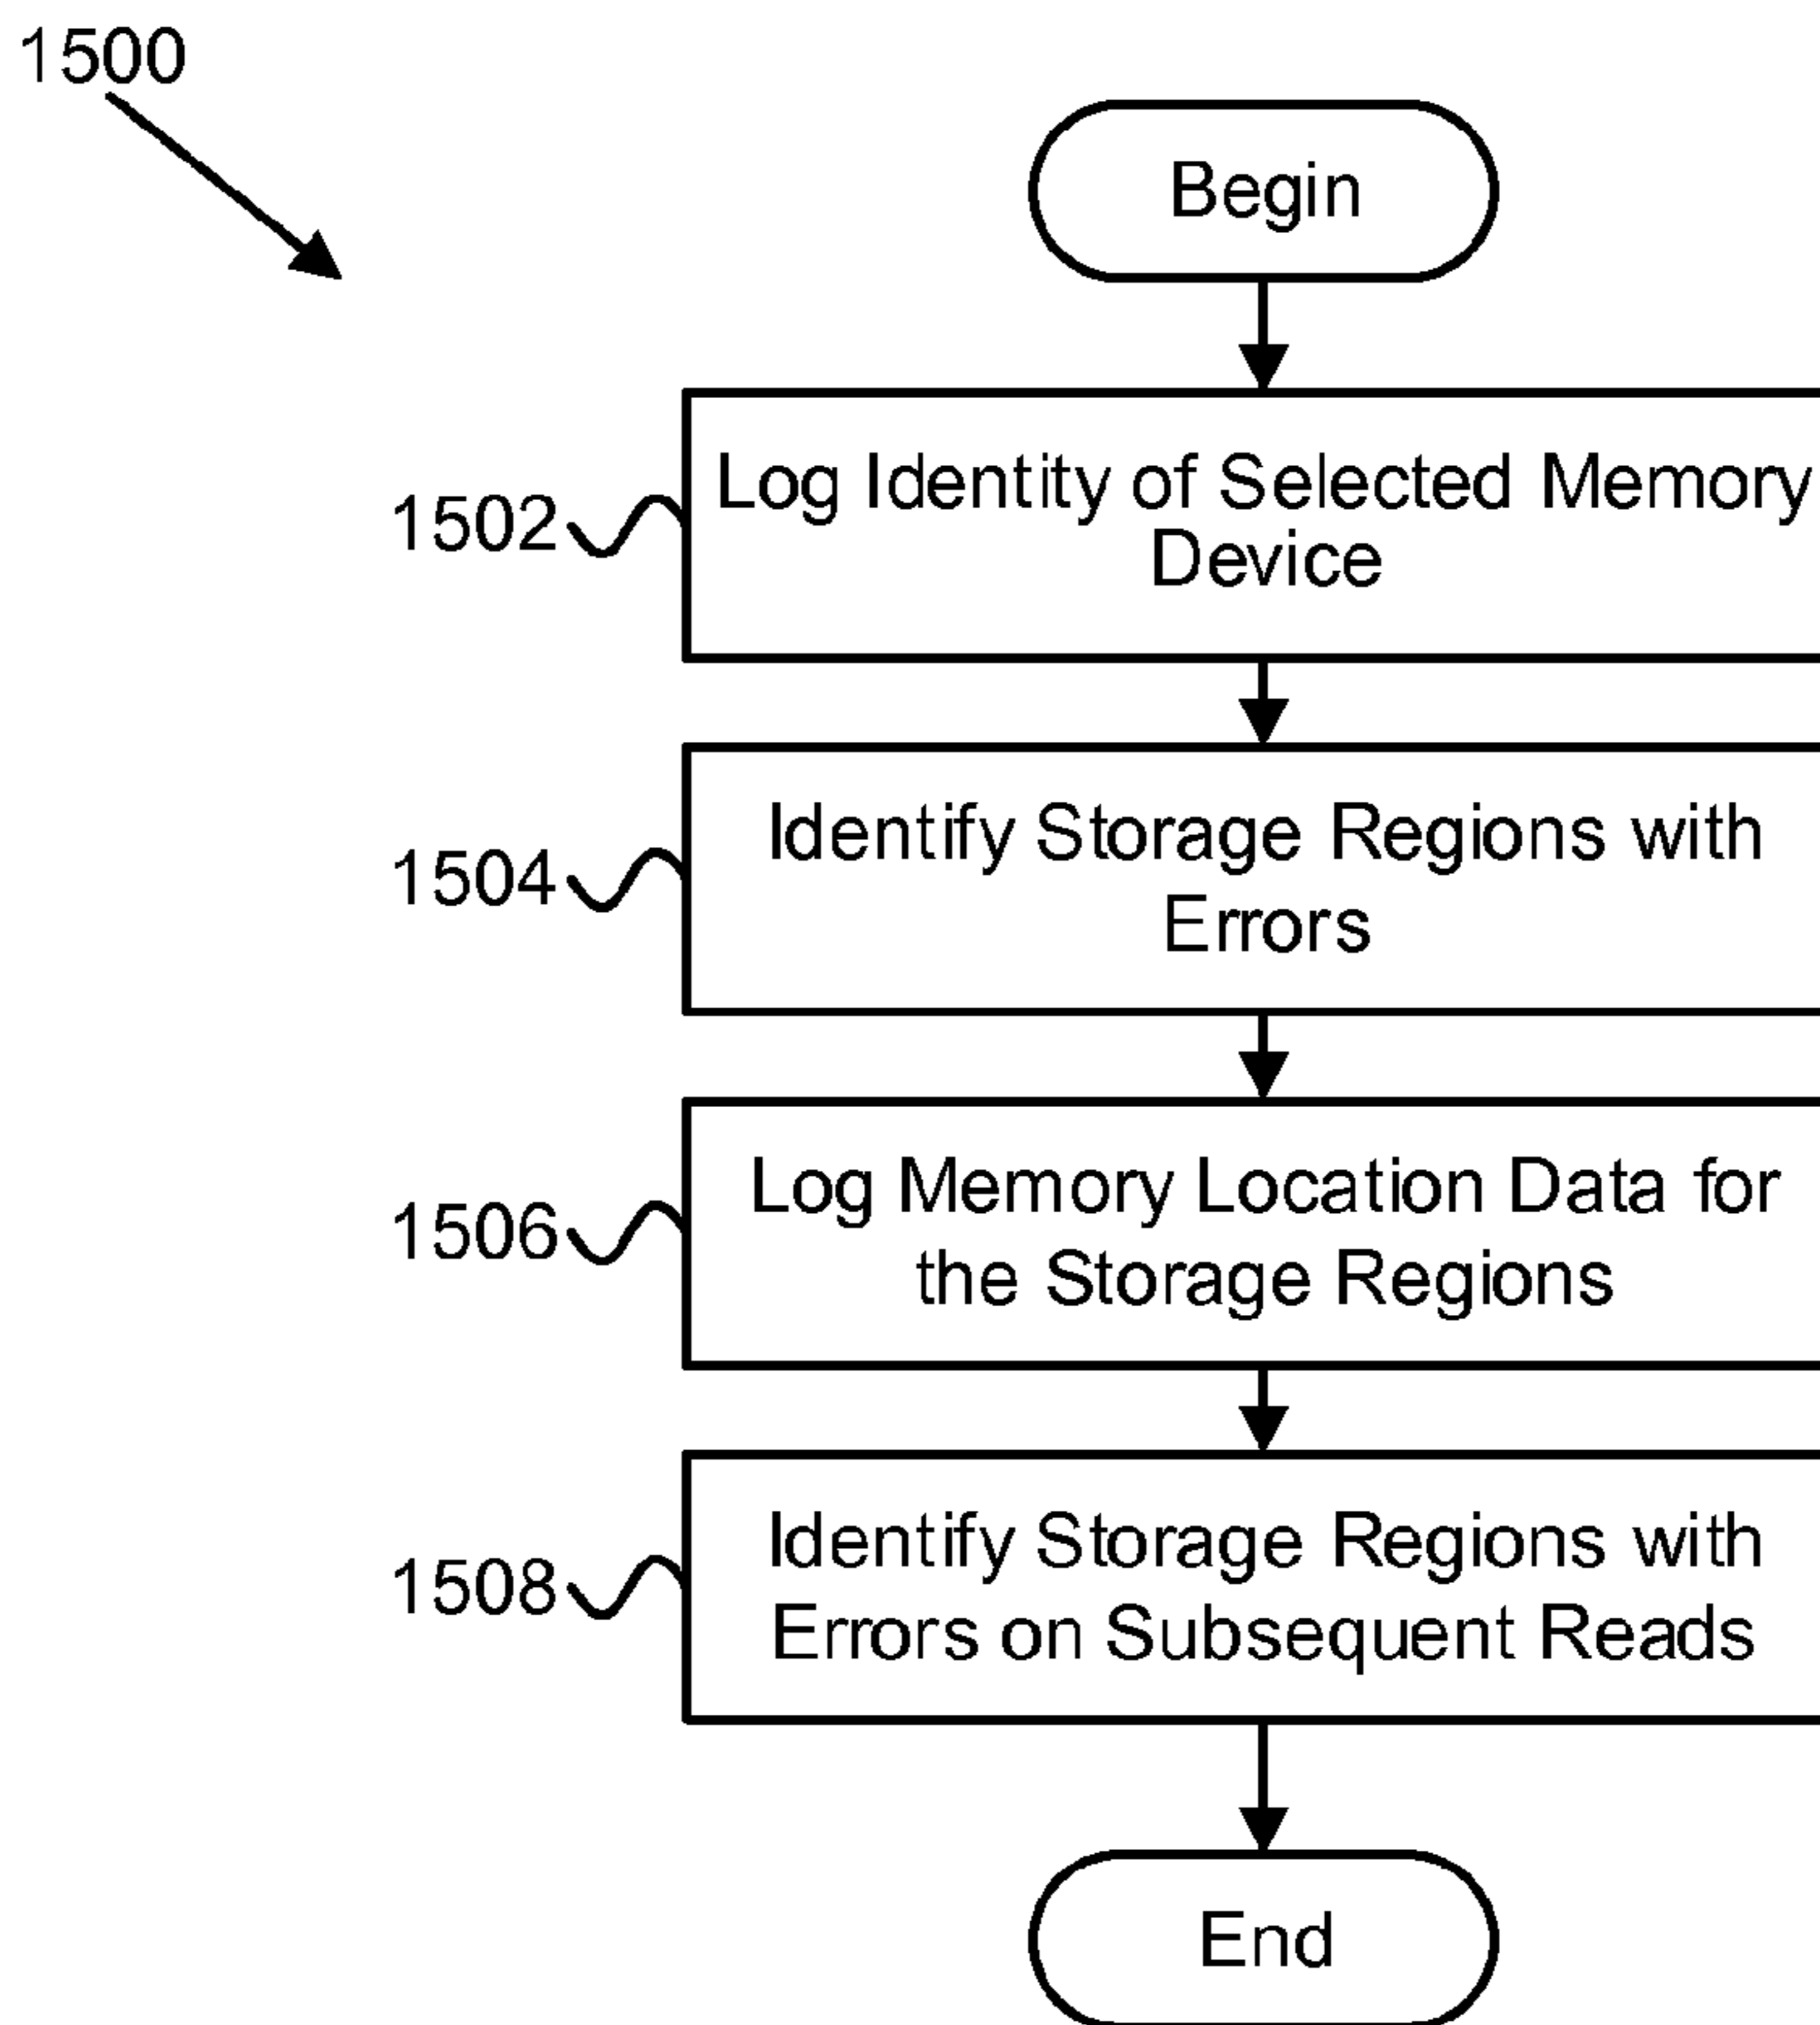 1500
Begin
1502
Log Identity of Selected Memory
Device
1504
Identify Storage Regions with
Errors
1506
Log Memory Location Data for
the Storage Regions
1508
Identify Storage Regions with
Errors on Subsequent Reads
End